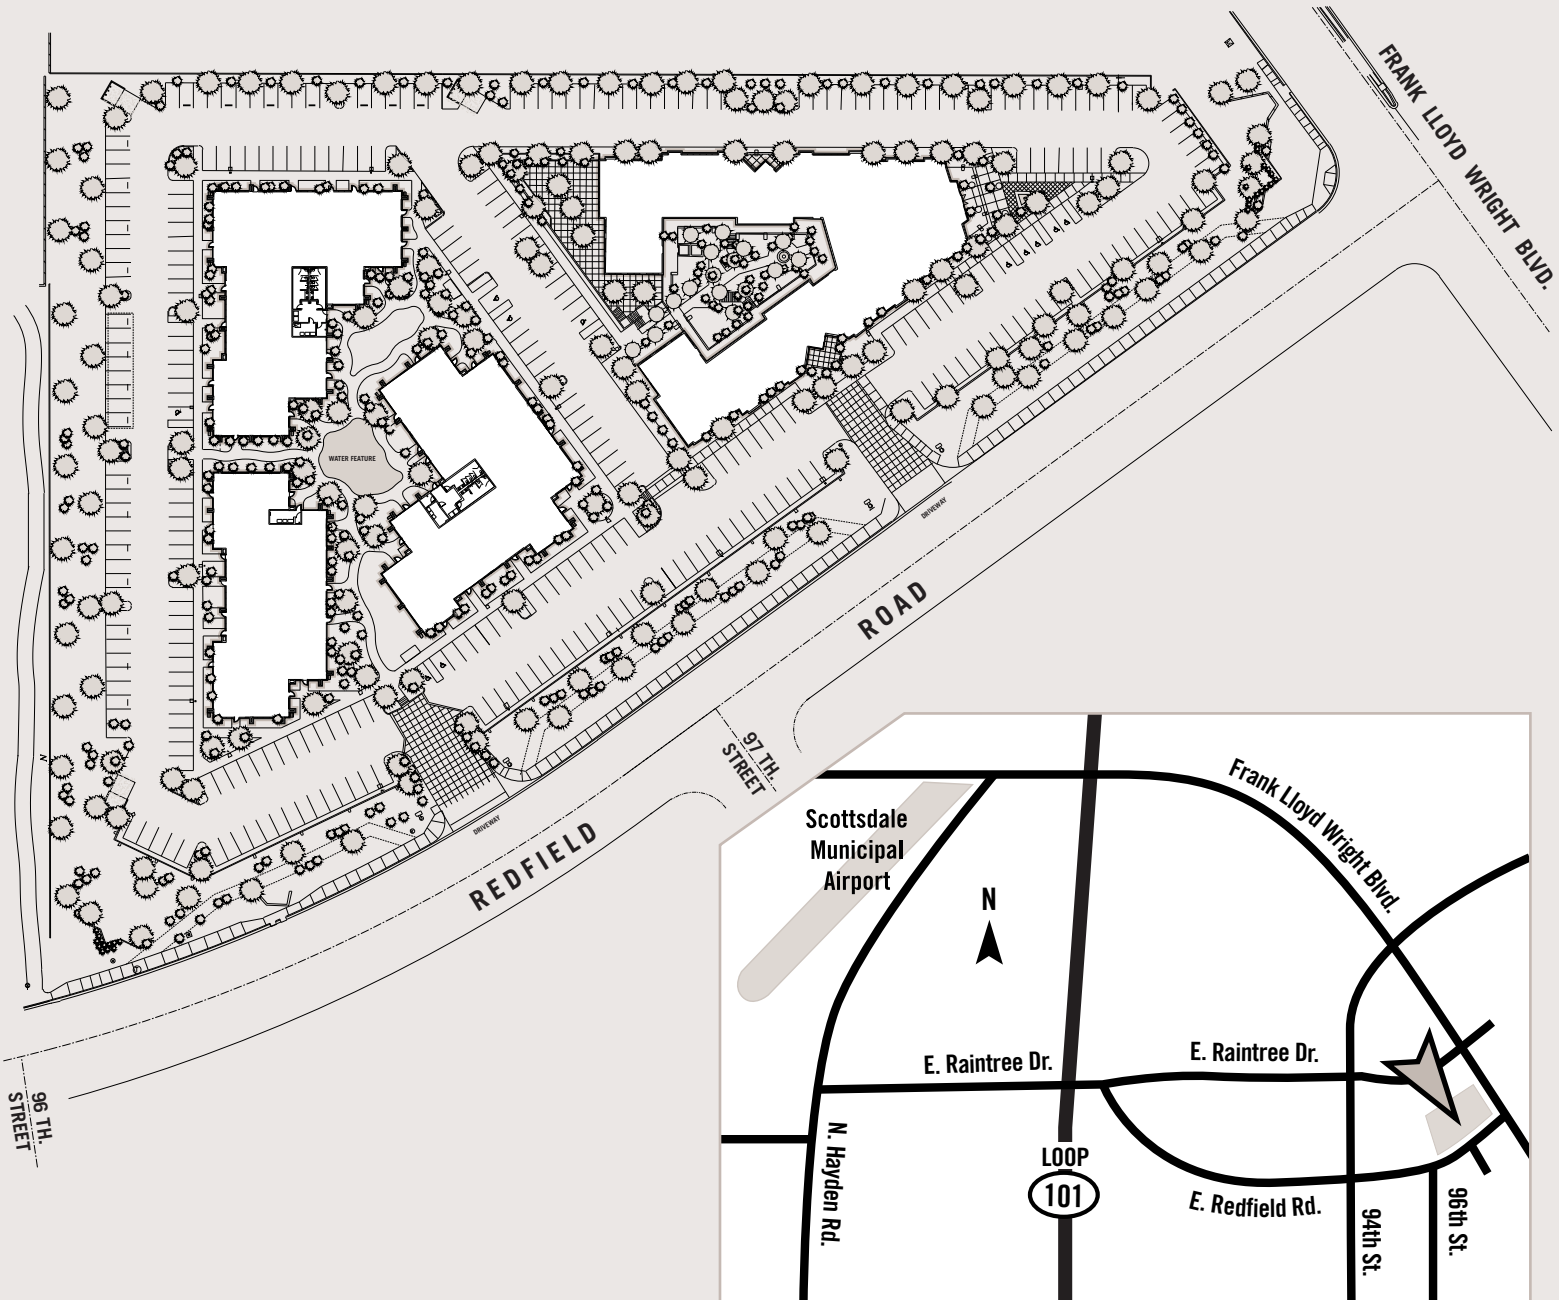 FRANK LLOYD WRIGHT BLVD.
WATER FEATURE
DRIVEWAY
ROAD
97 TH.
STREET
DRIVEWAY
REDFIELD
96 TH.
STREET
Frank Lloyd Wright Blvd.
Scottsdale
Municipal
Airport
N
E. Raintree Dr.
E. Raintree Dr.
N. Hayden Rd.
LOOP
101
E. Redfield Rd.
94th St.
96th St.